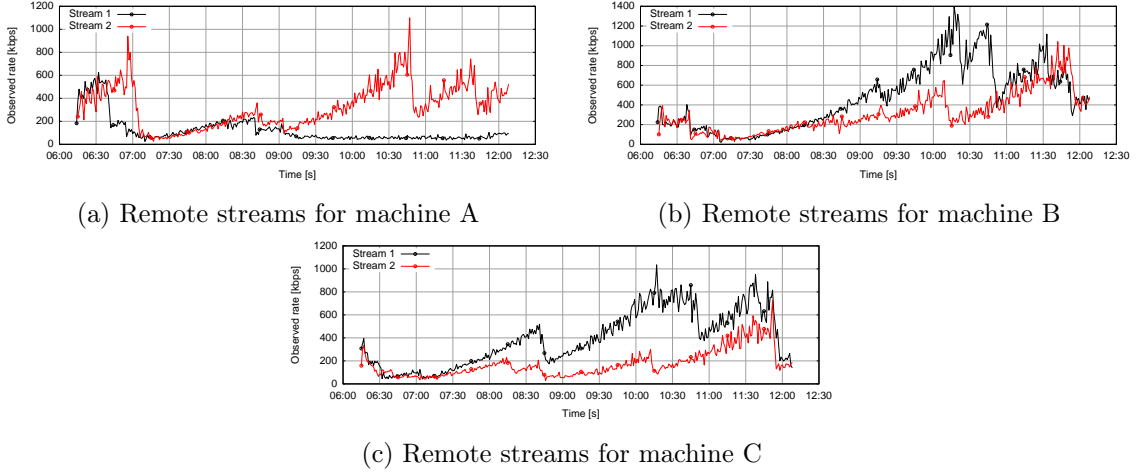 Stream 1
Stream 2
1200
1000
800
600
400
200
0
Observed rate [kbps]
06:00 06:30 07:00 07:30 08:00 08:30 09:00 09:30 10:00 10:30 11:00 11:30 12:00 12:30
Time [s]
(a) Remote streams for machine A
Stream 1
Stream 2
1400
1200
1000
800
600
400
200
0
Observed rate [kbps]
06:00 06:30 07:00 07:30 08:00 08:30 09:00 09:30 10:00 10:30 11:00 11:30 12:00 12:30
Time [s]
(b) Remote streams for machine B
Stream 1
Stream 2
1200
1000
800
600
400
200
0
Observed rate [kbps]
06:00 06:30 07:00 07:30 08:00 08:30 09:00 09:30 10:00 10:30 11:00 11:30 12:00 12:30
Time [s]
(c) Remote streams for machine C